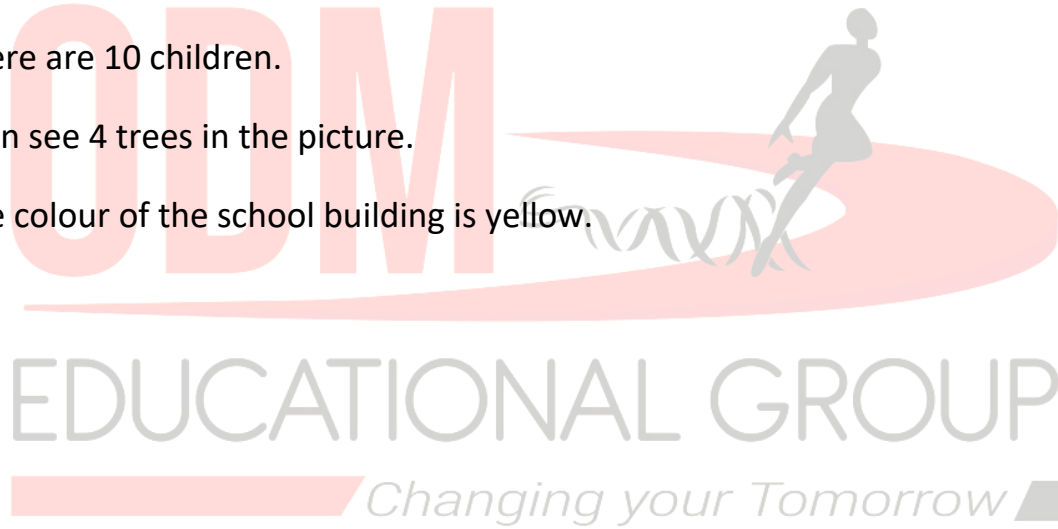 ere are 10 children.
n see 4 trees in the picture.
e colour of the school building is yellow.
ODM
EDUCATIONAL GROUP
Changing your Tomorrow